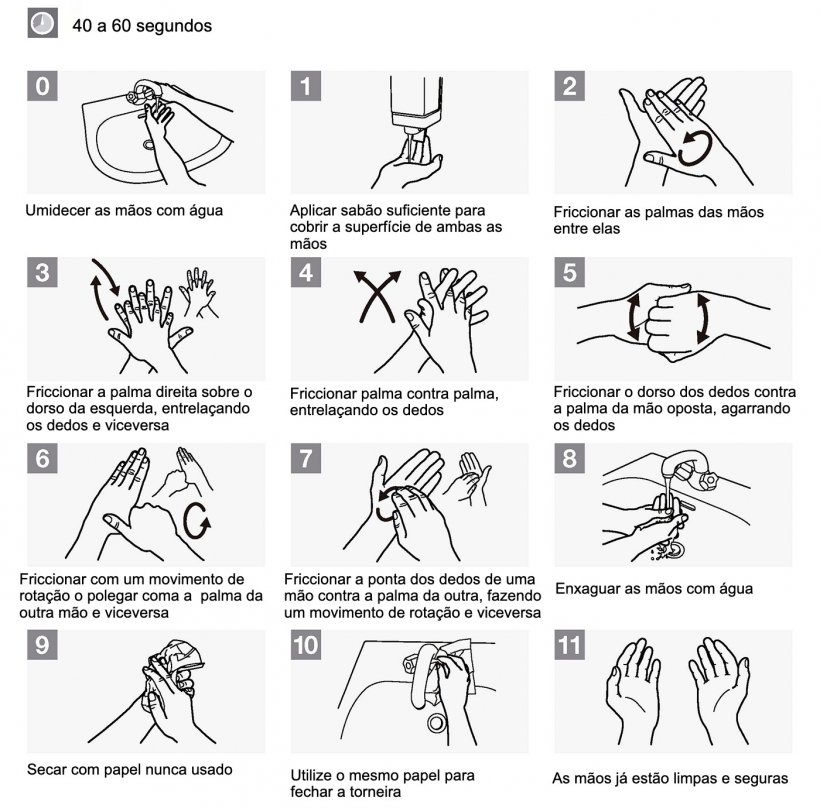 40 a 60 segundos
0
Umidecer as mãos com água
1
Aplicar sabão suficiente para
cobrir a superfície de ambas as
mãos
2
Friccionar as palmas das mãos
entre elas
3
Friccionar a palma direita sobre o
dorso da esquerda, entrelaçando
os dedos e viceversa
4
Friccionar palma contra palma,
entrelaçando os dedos
5
Friccionar o dorso dos dedos contra
a palma da mão oposta, agarrando
os dedos
6
Friccionar com um movimento de
rotação o polegar coma a palma da
outra mão e viceversa
7
Friccionar a ponta dos dedos de uma
mão contra a palma da outra, fazendo
um movimento de rotação e viceversa
8
Enxaguar as mãos com água
9
Secar com papel nunca usado
10
Utilize o mesmo papel para
fechar a torneira
11
As mãos já estão limpas e seguras